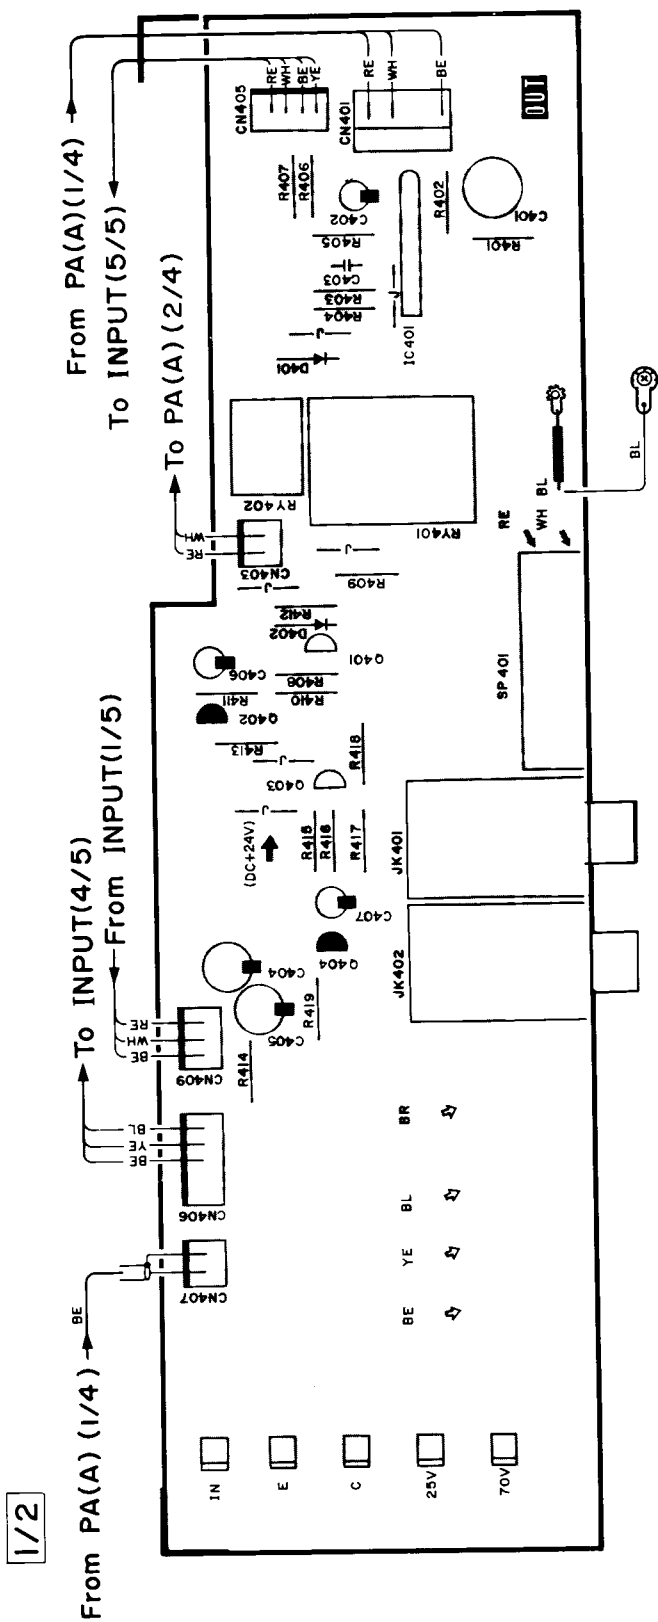 1/2
From PA(A)(1/4)
BE
To INPUT(4/5)
From INPUT(1/5)
To PA(A)(2/4)
To INPUT(5/5)
From PA(A)(1/4)
BE
YE
BL
BE
WH
RE
RE
WH
RE
WH
BE
YE
RE
WH
BE
CN407
CN406
CN409
CN403
CN405
CN401
OUT
R407
R406
C402
R405
C403
R403
R404
J
J
D401
IC401
R402
C401
R401
RY402
RY401
J
R409
J
R412
D402
Q401
C406
R408
R410
R411
Q402
R413
J
Q403
R418
J
(DC+24V)
R415
R416
R417
C407
Q404
C404
C405
R419
R414
RE
WH
BL
BL
SP401
JK401
JK402
BR
BL
YE
BE
IN
E
C
25V
70V